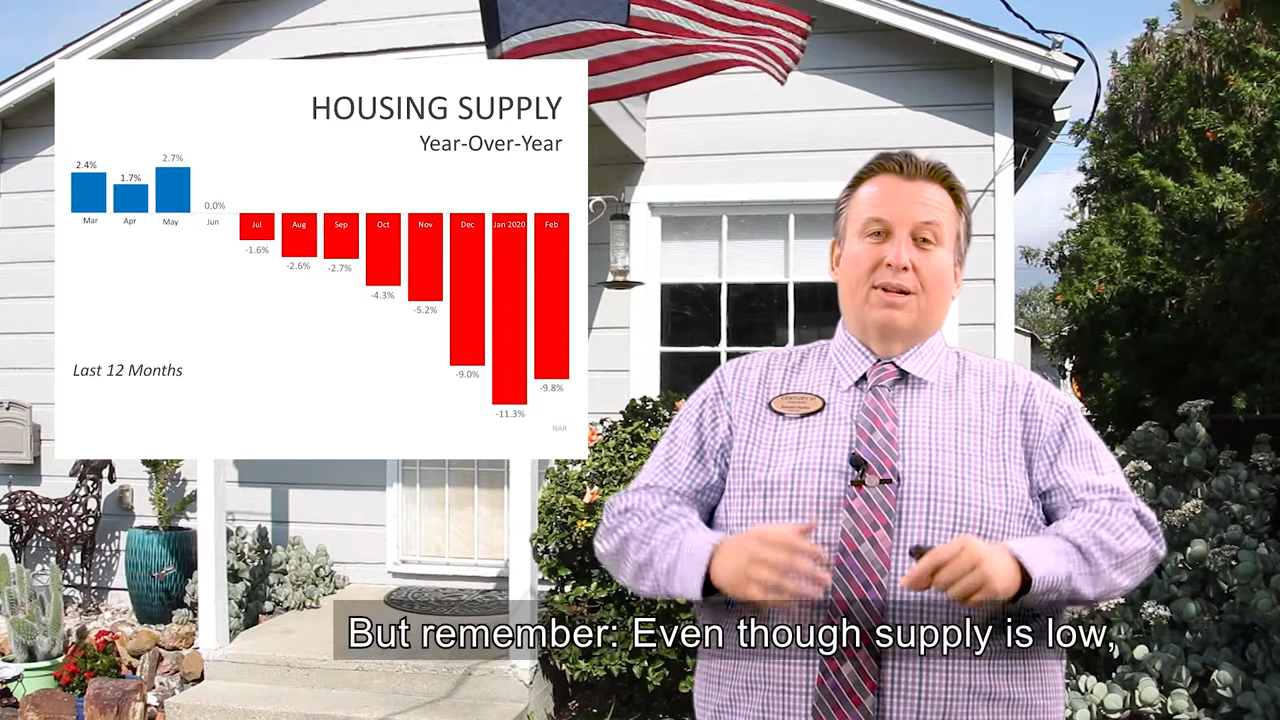 HOUSING SUPPLY
Year-Over-Year
2.4%
1.7%
2.7%
0.0%
Mar
Apr
May
Jun
Jul
Aug
Sep
Oct
Nov
Dec
Jan 2020
Feb
-1.6%
-2.6%
-2.7%
-4.3%
-5.2%
-9.0%
-11.3%
-9.8%
Last 12 Months
NAR
CENTURY 21
But remember: Even though supply is low,